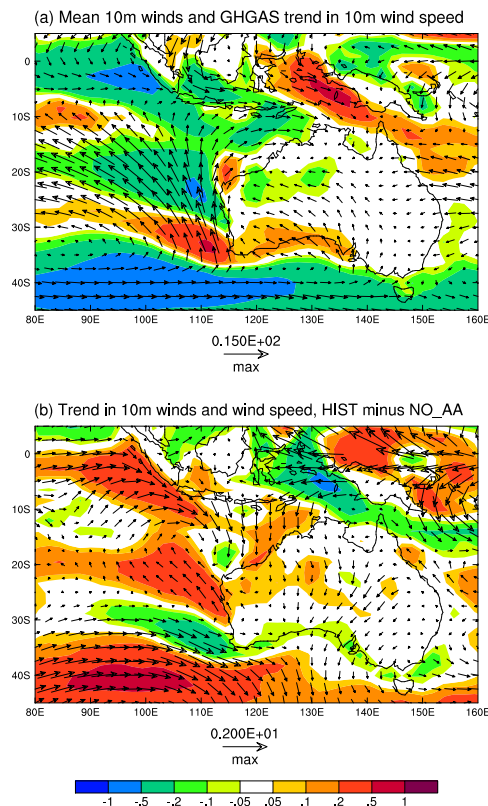 (a) Mean 10m winds and GHGAS trend in 10m wind speed
0
10S
20S
30S
40S
80E 90E 100E 110E 120E 130E 140E 150E 160E
0.150E+02
max
(b) Trend in 10m winds and wind speed, HIST minus NO_AA
0
10S
20S
30S
40S
80E 90E 100E 110E 120E 130E 140E 150E 160E
0.200E+01
max
-1 -.5 -.2 -.1 -.05 .05 .1 .2 .5 1